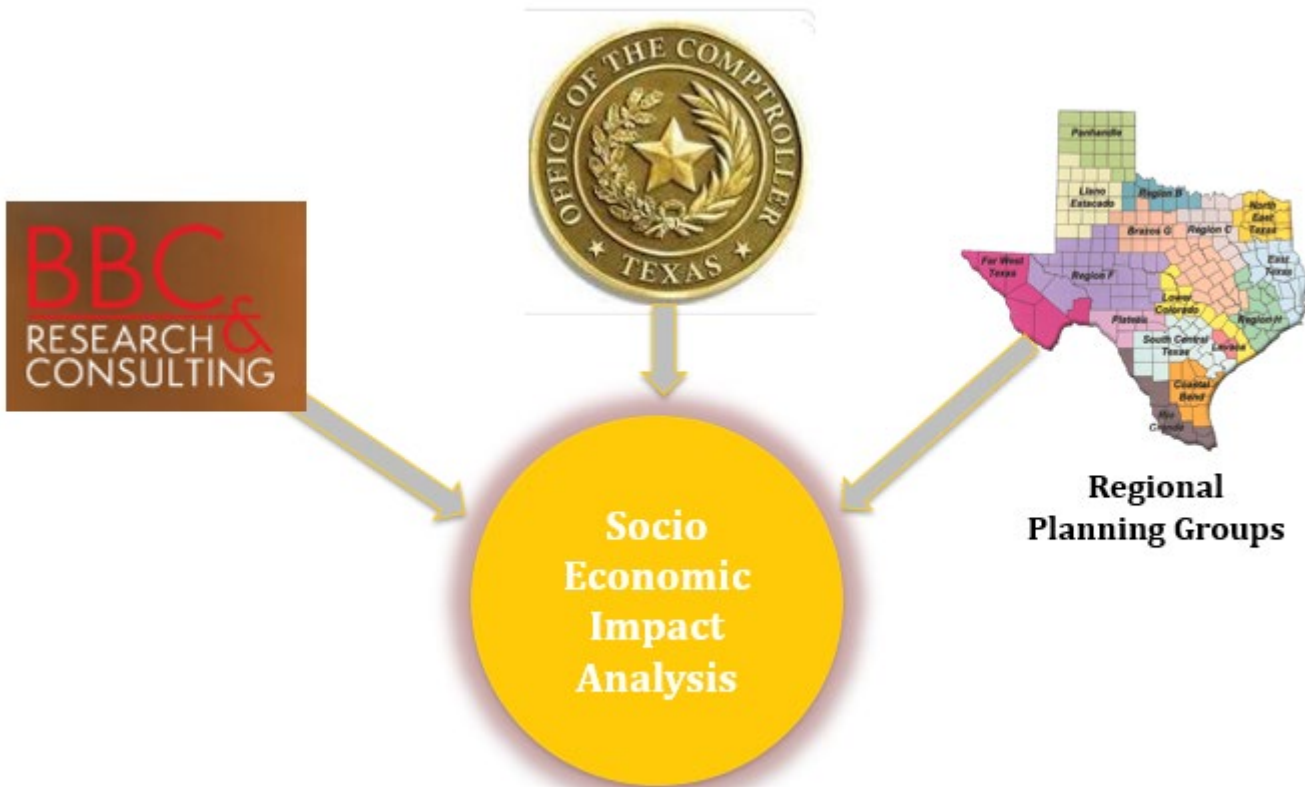 OFFICE OF THE COMPTROLLER
TEXAS
BBC
RESEARCH &
CONSULTING
Panhandle
Llano
Estacado
Region B
Brazos G
Region C
North
East
Texas
Far West
Texas
Region F
East
Texas
Lower
Colorado
Plateau
Region H
South Central
Texas
Lavaca
Coastal
Bend
Rio
Grande
Regional
Planning Groups
Socio
Economic
Impact
Analysis